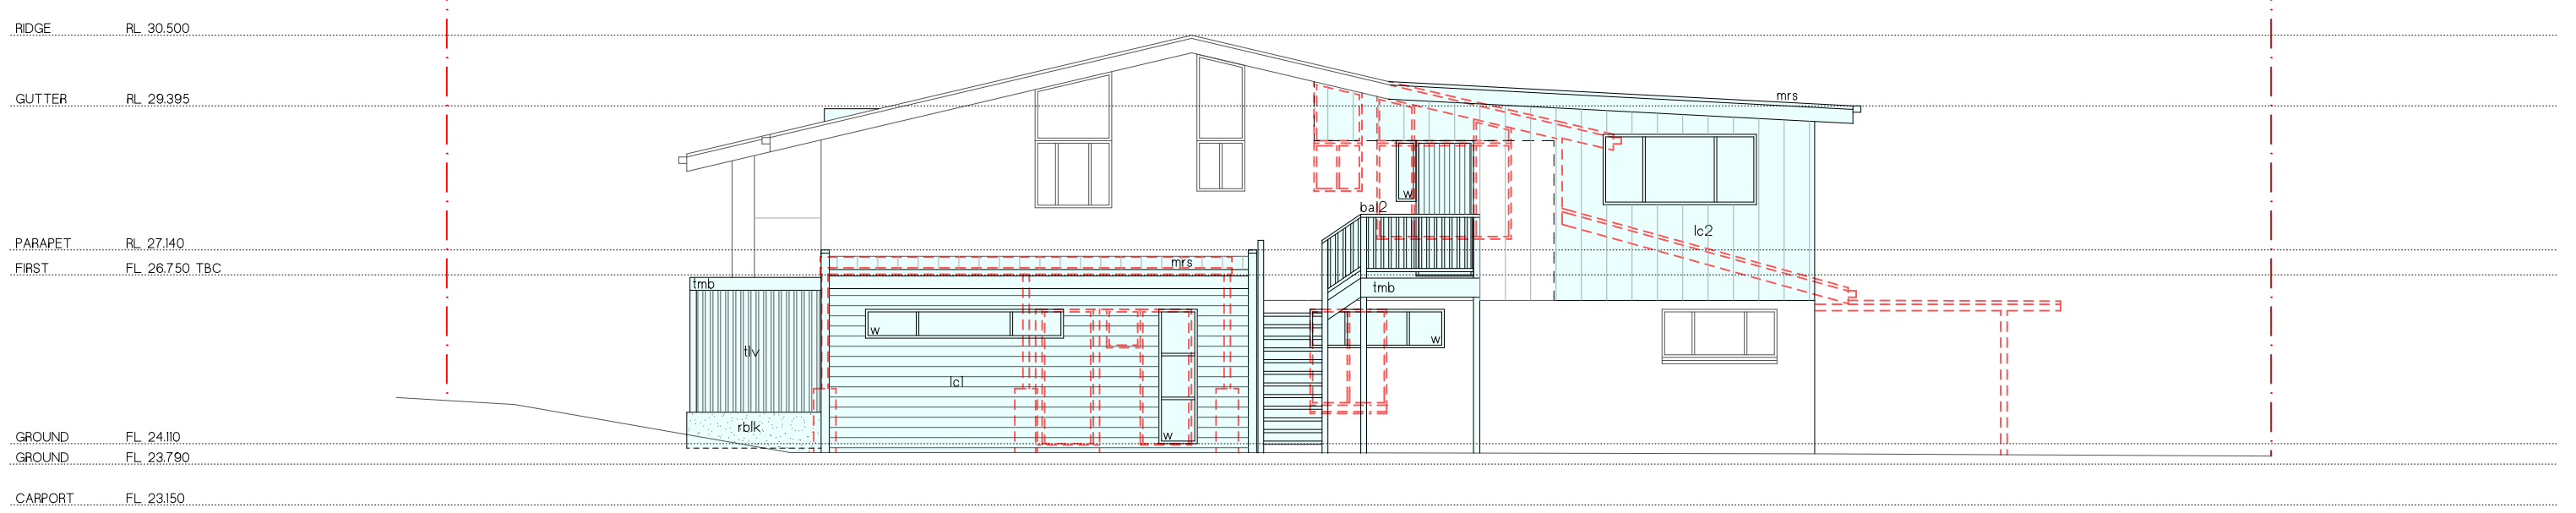 RIDGE RL 30.500
GUTTER RL 29.395
mrs
w
bal2
lc2
PARAPET RL 27.140
FIRST FL 26.750 TBC
mrs
tmb
tmb
w
w
tlv
lc1
rblk
w
GROUND FL 24.110
GROUND FL 23.790
CARPORT FL 23.150